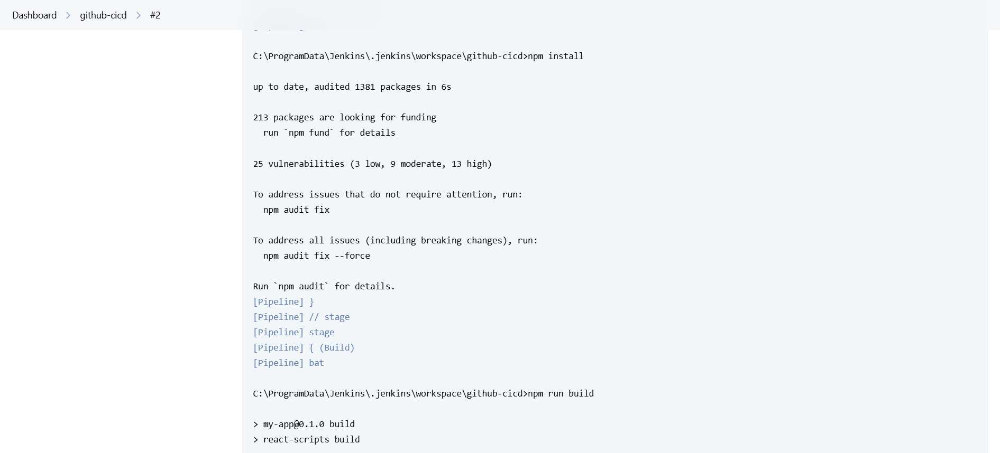 Dashboard > github-cicd > #2
C:\ProgramData\Jenkins\.jenkins\workspace\github-cicd>npm install
up to date, audited 1381 packages in 6s
213 packages are looking for funding
  run `npm fund` for details
25 vulnerabilities (3 low, 9 moderate, 13 high)
To address issues that do not require attention, run:
  npm audit fix
To address all issues (including breaking changes), run:
  npm audit fix --force
Run `npm audit` for details.
[Pipeline] }
[Pipeline] // stage
[Pipeline] stage
[Pipeline] { (Build)
[Pipeline] bat
C:\ProgramData\Jenkins\.jenkins\workspace\github-cicd>npm run build
> my-app@0.1.0 build
> react-scripts build